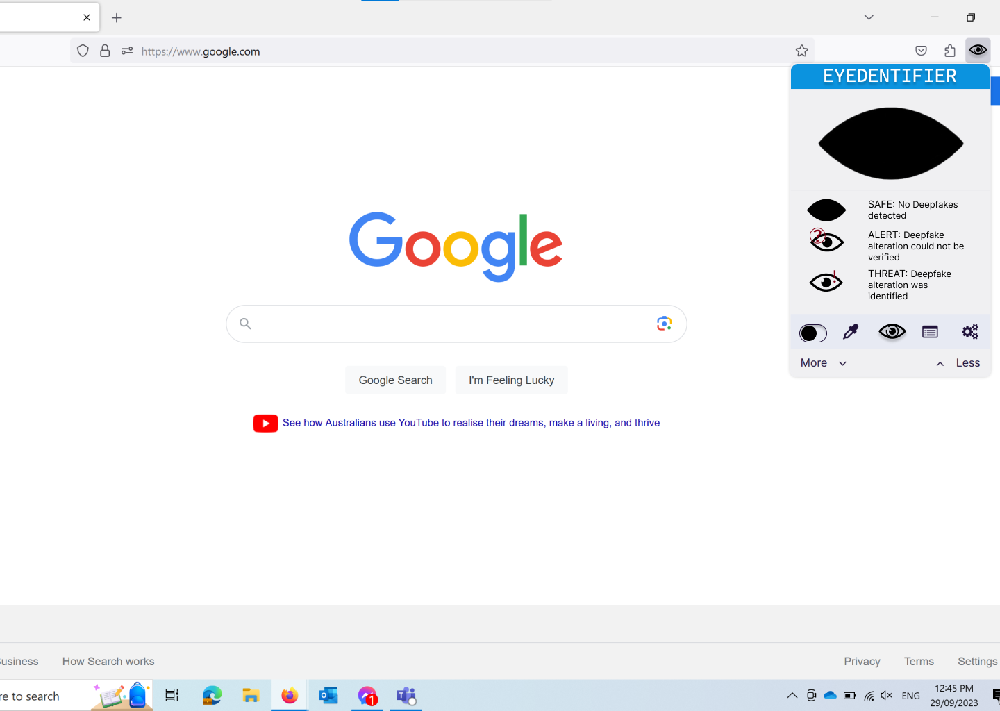 https://www.google.com
EYEDENTIFIER
SAFE: No Deepfakes
detected
?
ALERT: Deepfake
alteration could not be
verified
!
THREAT: Deepfake
alteration was
identified
More
Less
Google
Google Search
I'm Feeling Lucky
See how Australians use YouTube to realise their dreams, make a living, and thrive
usiness
How Search works
Privacy
Terms
Settings
re to search
1
ENG
12:45 PM
29/09/2023